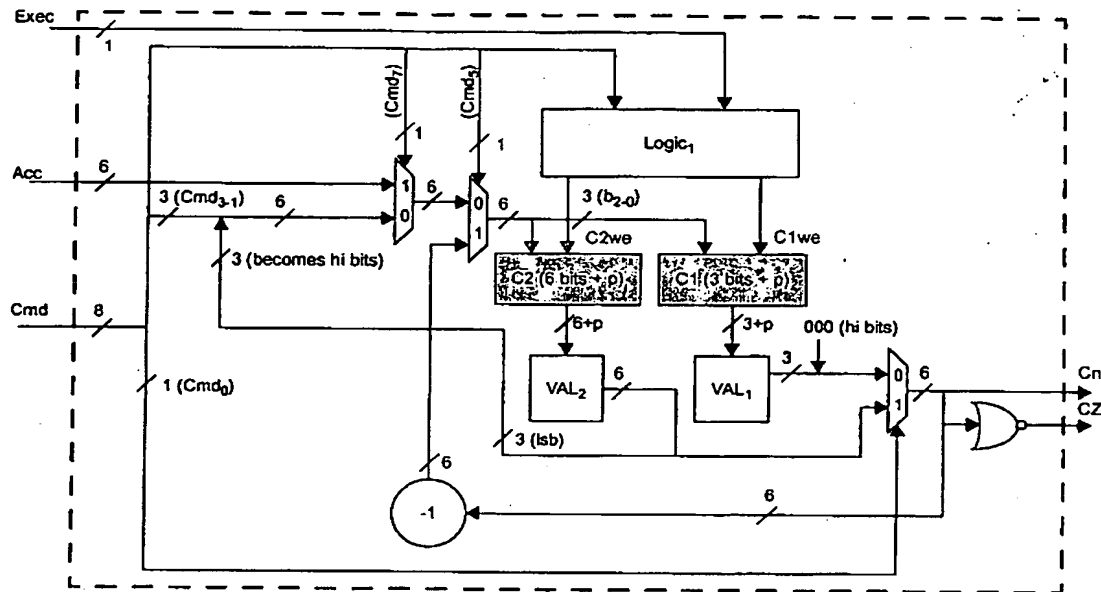 Exec
1
(Cmd7)
(Cmd5)
1
1
Logic1
Acc
6
3 (Cmd3-1)
6
1
0
6
0
1
6
3 (b2-0)
C2we
C1we
3 (becomes hi bits)
C2 (6 bits + p)
C1 (3 bits + p)
Cmd
8
6+p
3+p
000 (hi bits)
1 (Cmd0)
VAL2
6
VAL1
3
0
1
6
Cn
CZ
3 (lsb)
6
-1
6